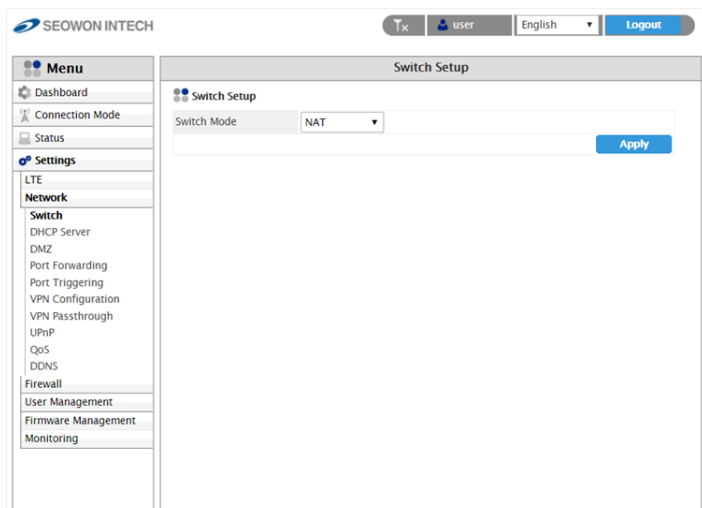 SEOWON INTECH
Tx user English Logout
Menu
Dashboard
Connection Mode
Status
Settings
LTE
Network
Switch
DHCP Server
DMZ
Port Forwarding
Port Triggering
VPN Configuration
VPN Passthrough
UPnP
QoS
DDNS
Firewall
User Management
Firmware Management
Monitoring
Switch Setup
Switch Setup
Switch Mode NAT
Apply